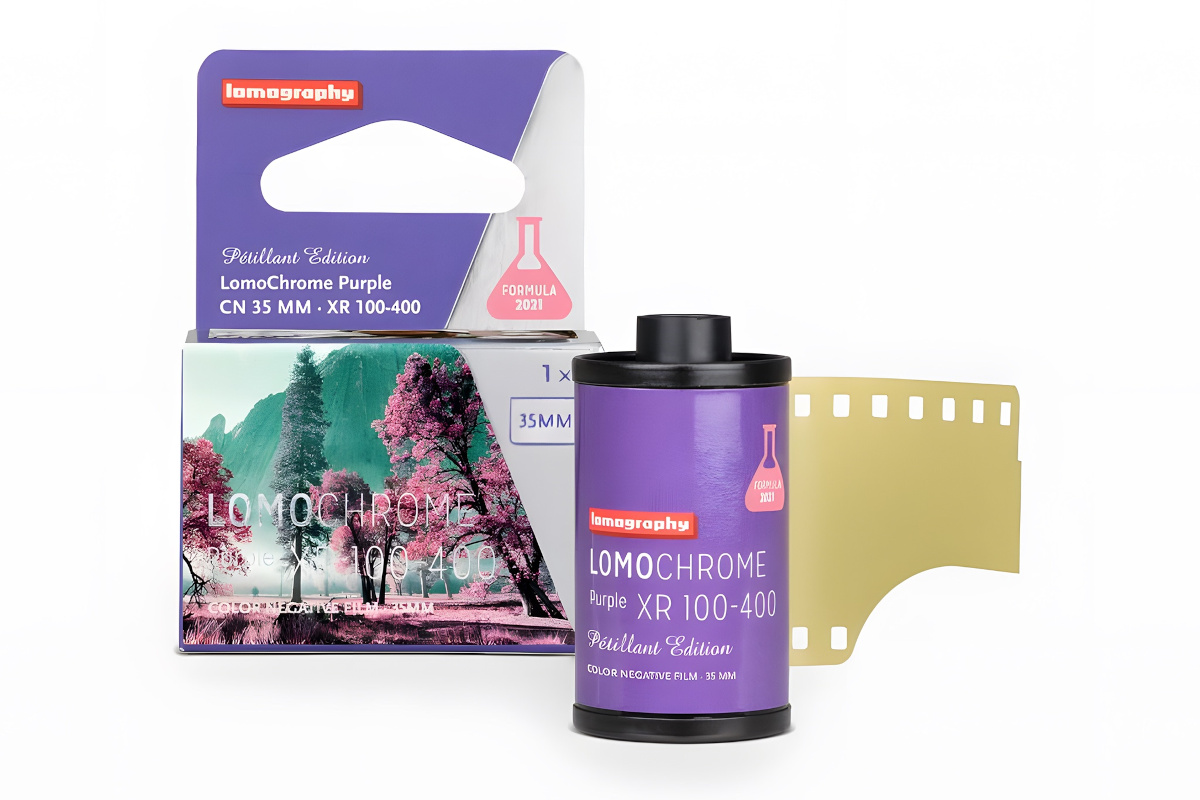 lomography
Pétillant Edition
LomoChrome Purple
CN 35 MM · XR 100-400
FORMULA
2021
1 ×
35MM
LOMOCHROME
Purple XR 100-400
COLOR NEGATIVE FILM · 35MM
FORMULA
2021
lomography
LOMOCHROME
Purple XR 100-400
Pétillant Edition
COLOR NEGATIVE FILM · 35 MM